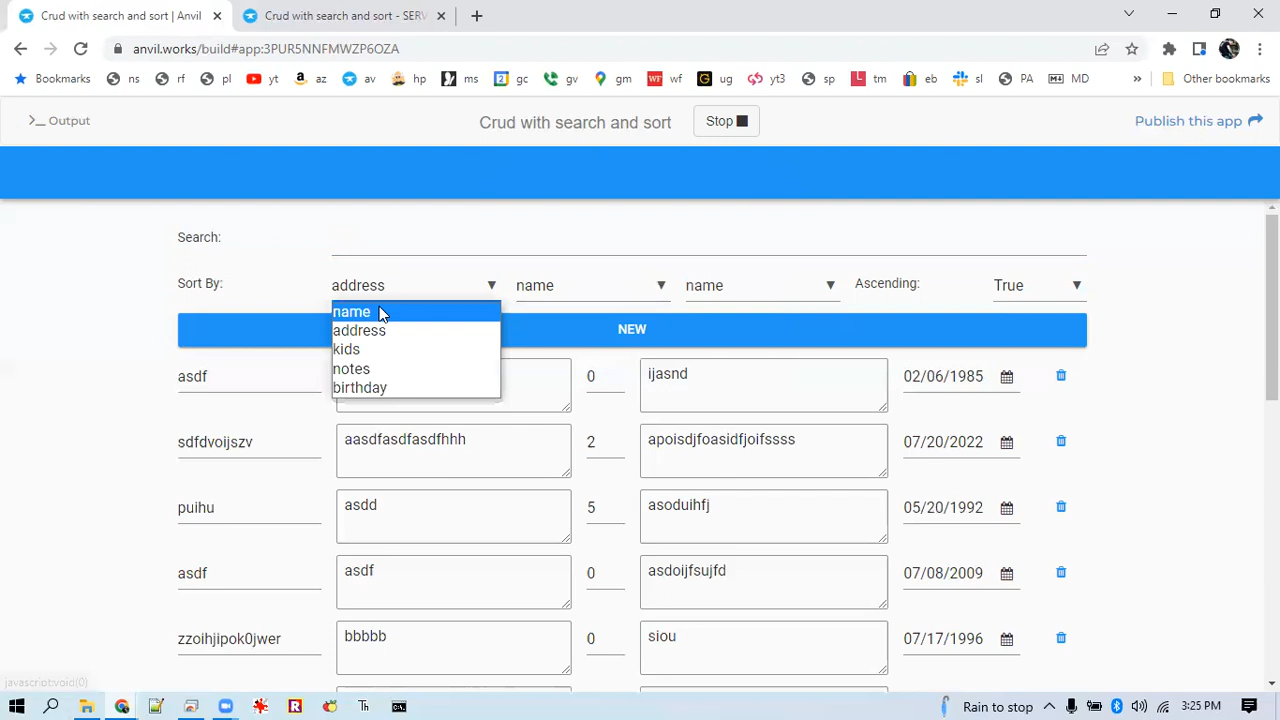 Crud with search and sort | Anvil
Crud with search and sort - SERV
anvil.works/build#app:3PUR5NNFMWZP6OZA
Bookmarks ns rf pl yt az av hp ms gc gv gm wf ug yt3 sp tm eb sl PA MD » Other bookmarks
>_ Output
Crud with search and sort
Stop
Publish this app
Search:
Sort By:
address
name
name
Ascending:
True
name
address
kids
notes
birthday
NEW
asdf 0 ijasnd 02/06/1985
sdfdvoijszv aasdfasdfasdfhhh 2 apoisdjfoasidfjoifssss 07/20/2022
puihu asdd 5 asoduihfj 05/20/1992
asdf asdf 0 asdoijfsujfd 07/08/2009
zzoihjipok0jwer bbbbb 0 siou 07/17/1996
javascript:void(0)
Rain to stop
3:25 PM